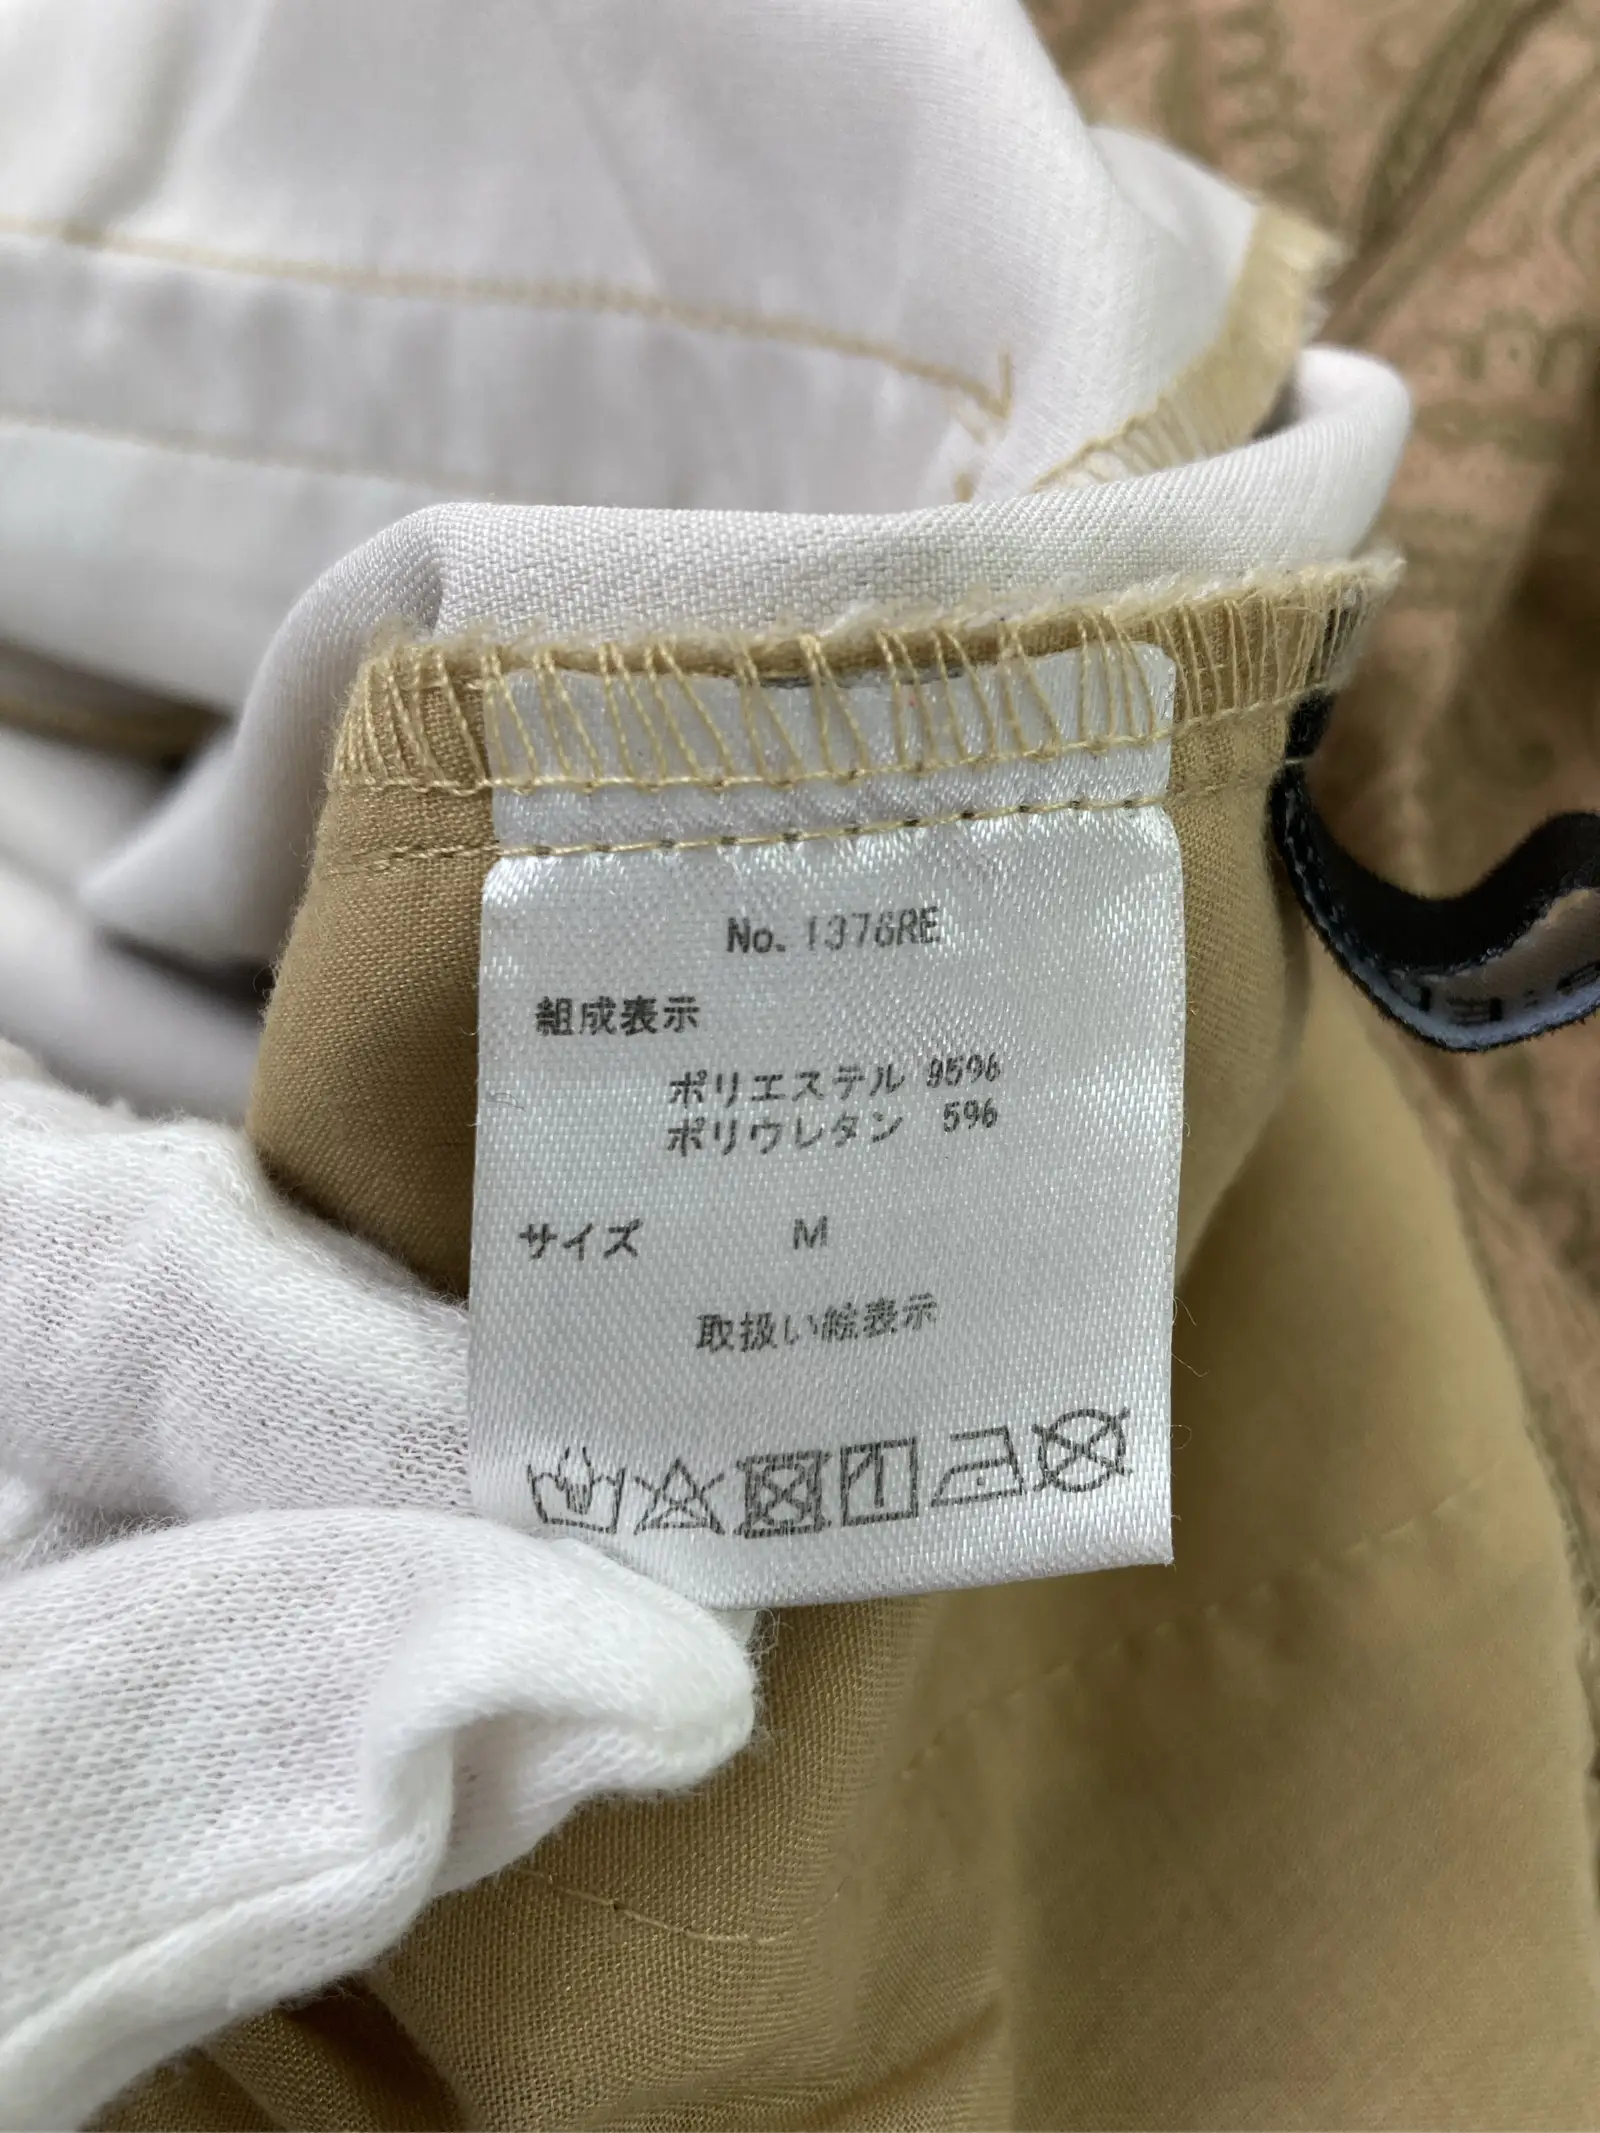 No. 1376RE
組成表示
ポリエステル 95%
ポリウレタン 5%
サイズ M
取扱い絵表示